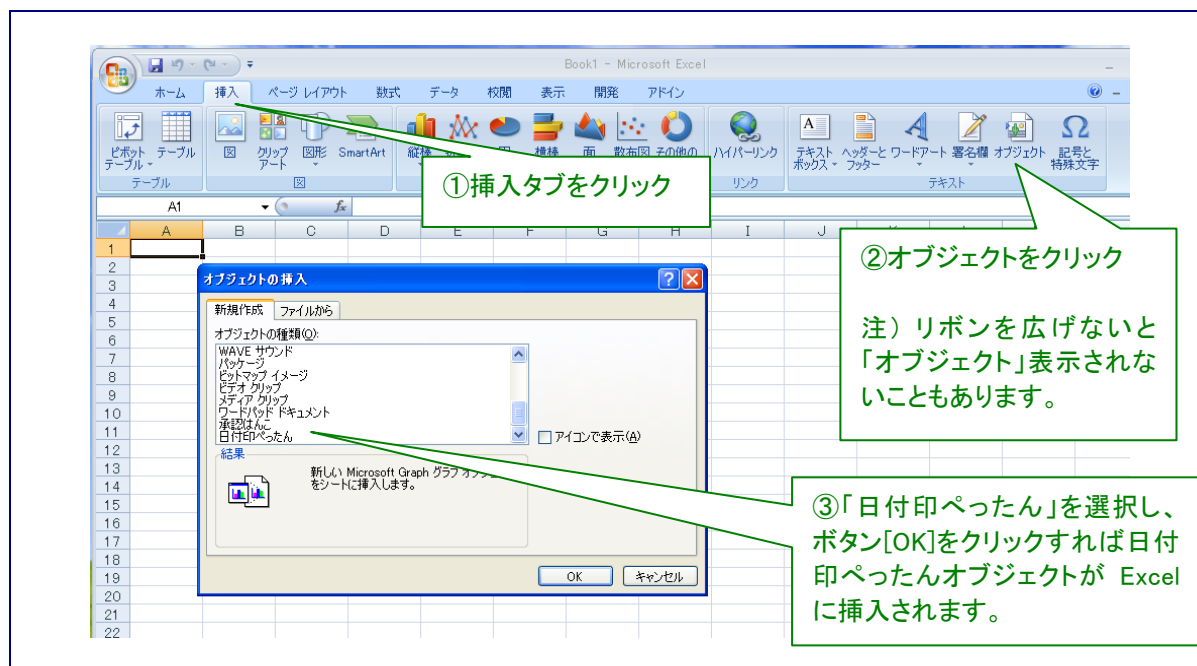 Book1 - Microsoft Excel
ホーム 挿入 ページ レイアウト 数式 データ 校閲 表示 開発 アドイン
ピボットテーブル テーブル 図 クリップアート 図形 SmartArt 縦棒 円 横棒 面 散布図 その他の ハイパーリンク テキストボックス ヘッダーとフッター ワードアート 署名欄 オブジェクト 記号と特殊文字
テーブル 図 リンク テキスト
①挿入タブをクリック
A1 fx
A B C D E F G H I J
②オブジェクトをクリック
注）リボンを広げないと
「オブジェクト」表示されな
いこともあります。
オブジェクトの挿入
新規作成 ファイルから
オブジェクトの種類(O):
WAVE サウンド
パッケージ
ビットマップ イメージ
ビデオ クリップ
メディア クリップ
ワードパッド ドキュメント
承認はんこ
日付印ぺったん
アイコンで表示(A)
結果
新しい Microsoft Graph グラフ
をシートに挿入します。
OK キャンセル
③「日付印ぺったん」を選択し、
ボタン[OK]をクリックすれば日付
印ぺったんオブジェクトが Excel
に挿入されます。
1
2
3
4
5
6
7
8
9
10
11
12
13
14
15
16
17
18
19
20
21
22